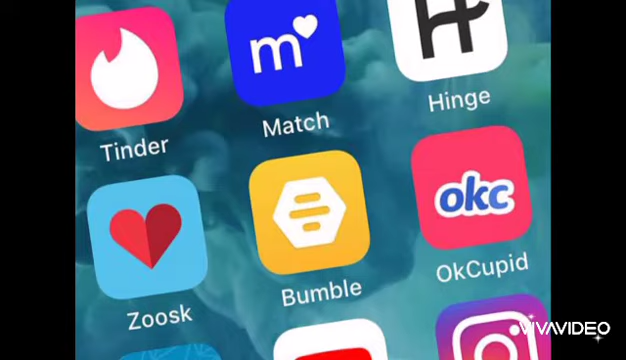 m
Tinder
Match
Hinge
okc
Zoosk
Bumble
OkCupid
VIVAVIDEO